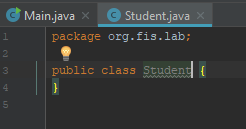 Main.java Student.java
1 package org.fis.lab;
2
3 public class Student {
4 }